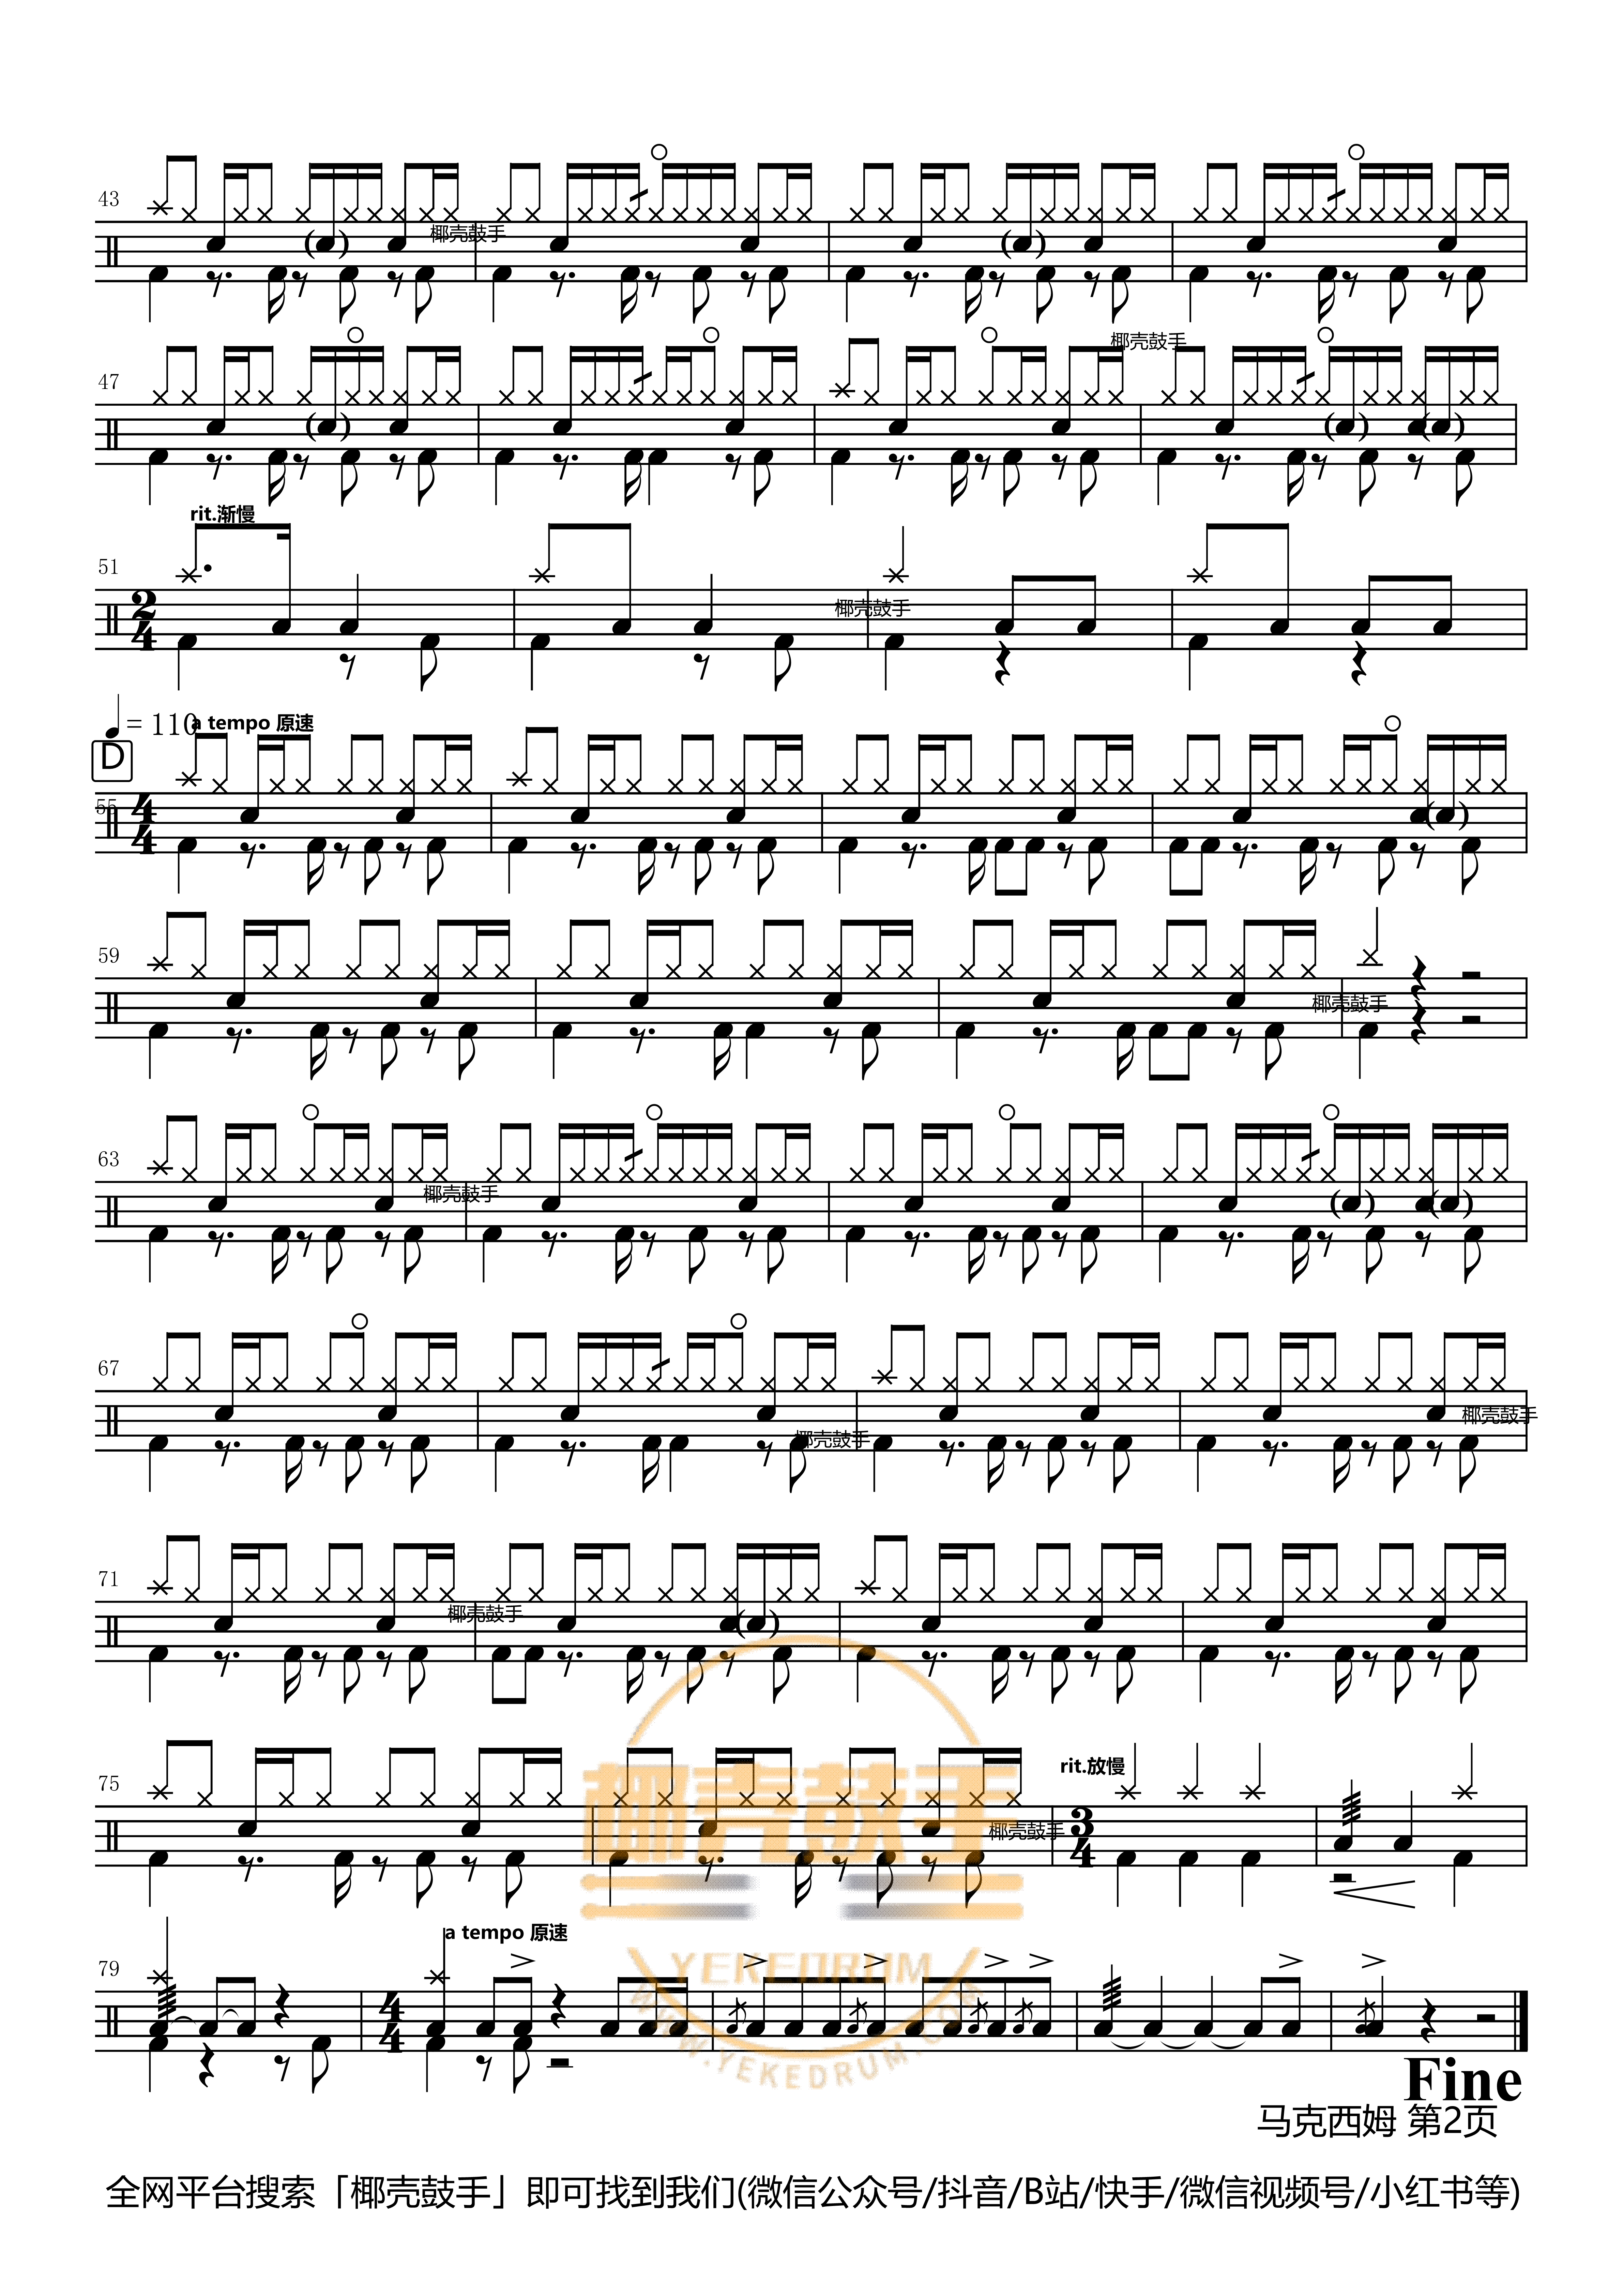 43
椰壳鼓手
47
椰壳鼓手
rit.渐慢
51
2
4
椰壳鼓手
= 110
a tempo 原速
D
55
4
4
59
椰壳鼓手
63
椰壳鼓手
67
椰壳鼓手
椰壳鼓手
71
椰壳鼓手
75
rit.放慢
3
4
椰壳鼓手
椰壳鼓手
YEKEDRUM
WWW.YEKEDRUM.COM
79
a tempo 原速
4
4
Fine
马克西姆 第2页
全网平台搜索「椰壳鼓手」即可找到我们(微信公众号/抖音/B站/快手/微信视频号/小红书等)